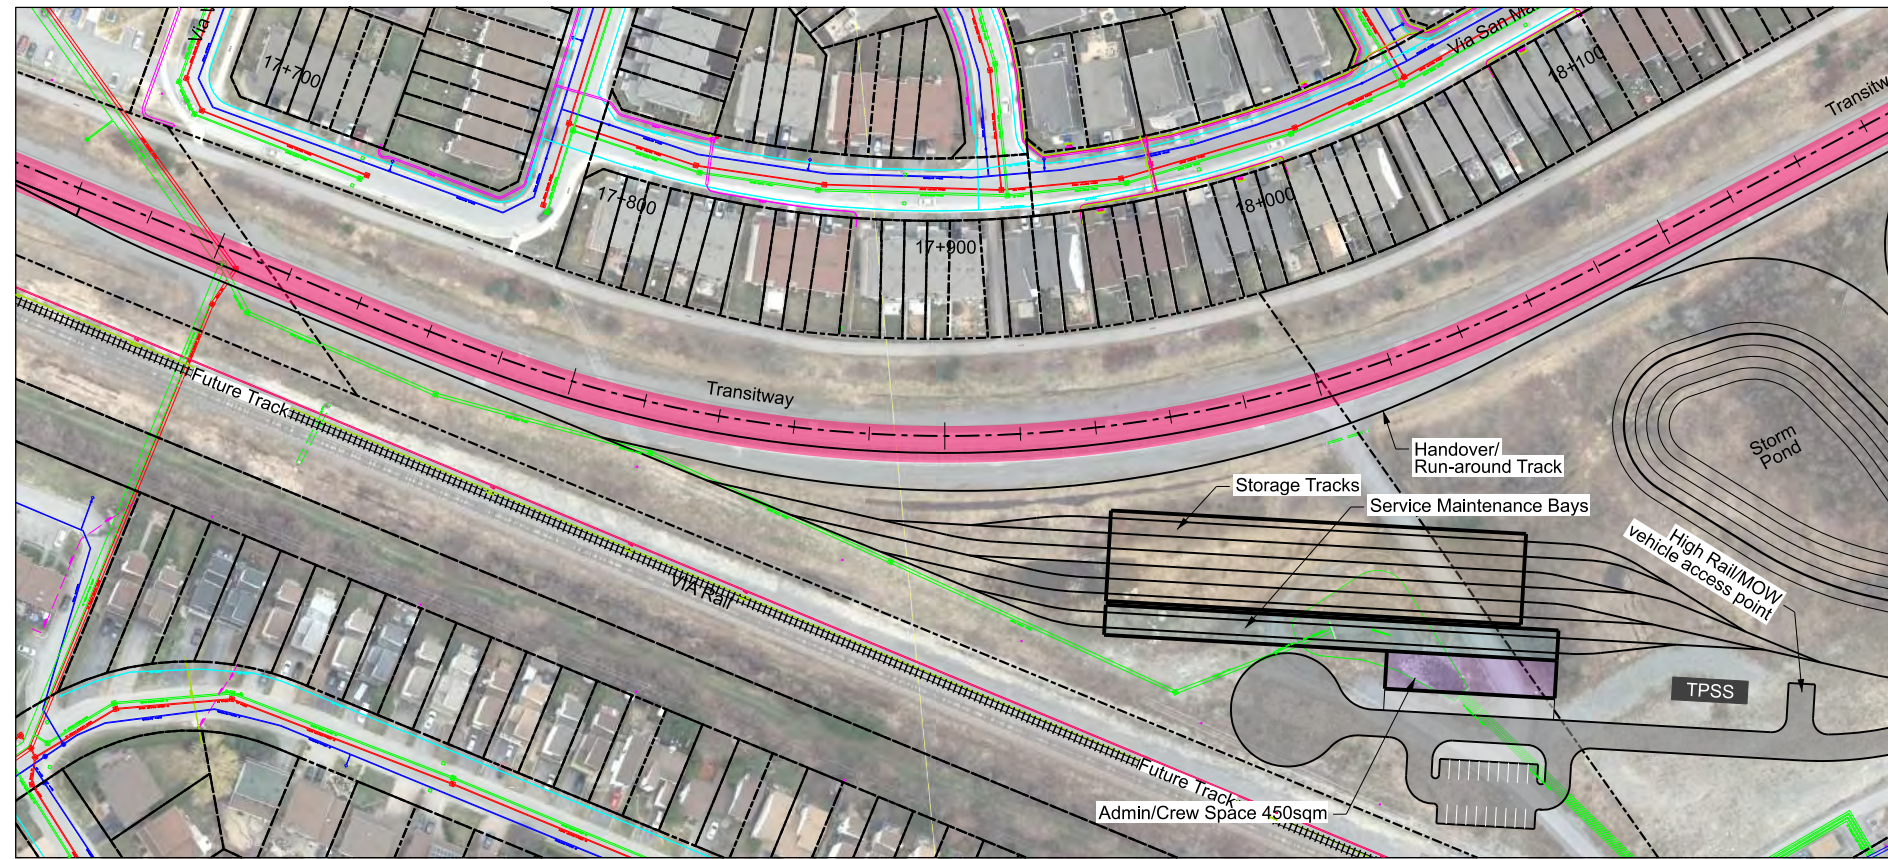 Via San Mar
17+700
18+100
Transitw
17+800
18+000
17+900
Future Track
Transitway
Handover/
Run-around Track
Storm
Pond
Storage Tracks
Service Maintenance Bays
High Rail/MOW
vehicle access point
VIA Rail
TPSS
Future Track
Admin/Crew Space 450sqm